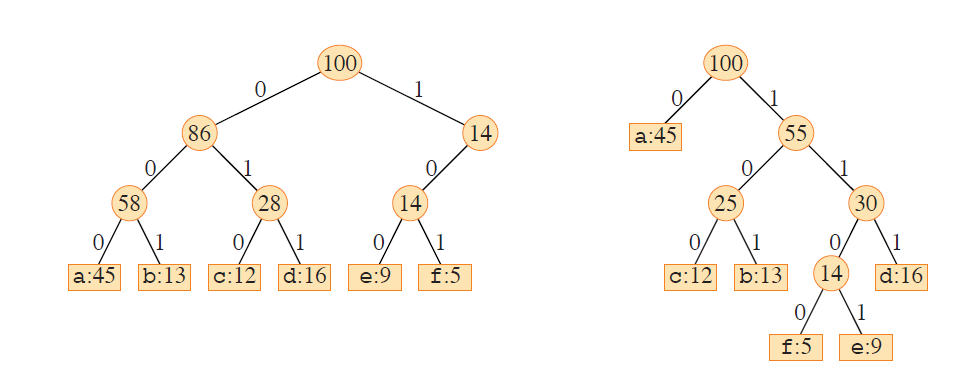 100 100
0 1 0 1
86 14 a:45 55
0 1 0 0 1
58 28 14 25 30
0 1 0 1 0 1 0 1 0 1
a:45 b:13 c:12 d:16 e:9 f:5 c:12 b:13 14 d:16
0 1
f:5 e:9